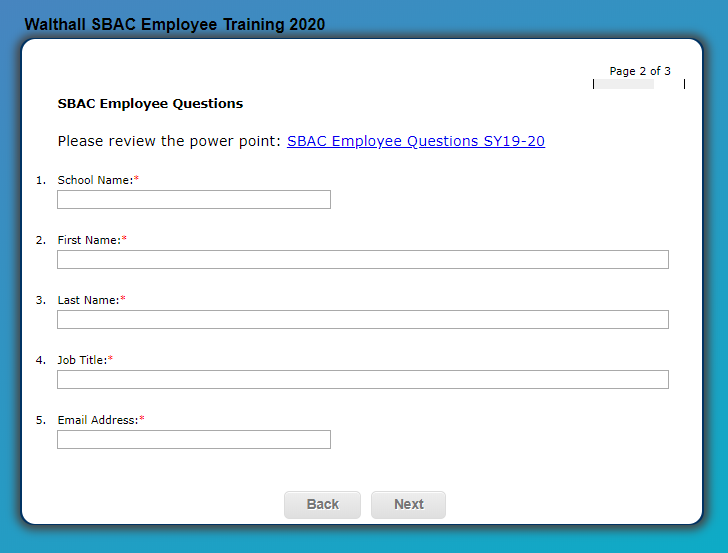 Walthall SBAC Employee Training 2020
Page 2 of 3
SBAC Employee Questions
Please review the power point: SBAC Employee Questions SY19-20
1. School Name:*
2. First Name:*
3. Last Name:*
4. Job Title:*
5. Email Address:*
Back Next